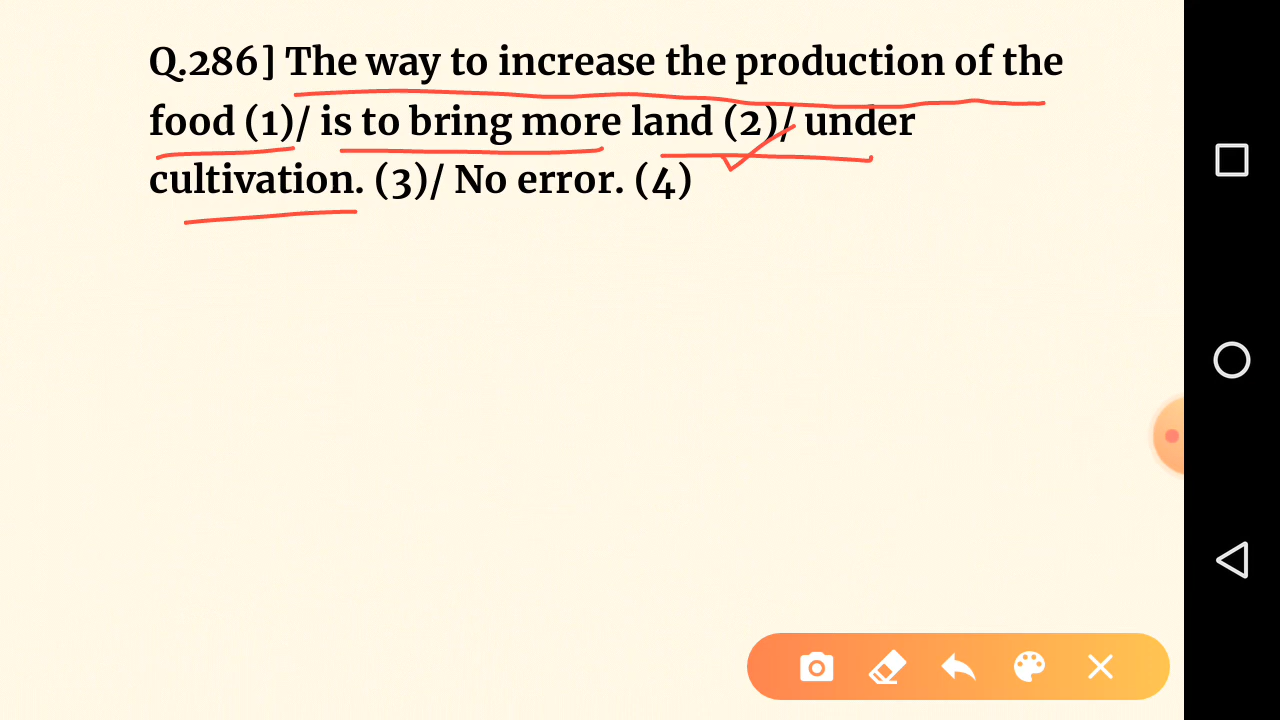 Q.286] The way to increase the production of the
food (1)/ is to bring more land (2)/ under
cultivation. (3)/ No error. (4)